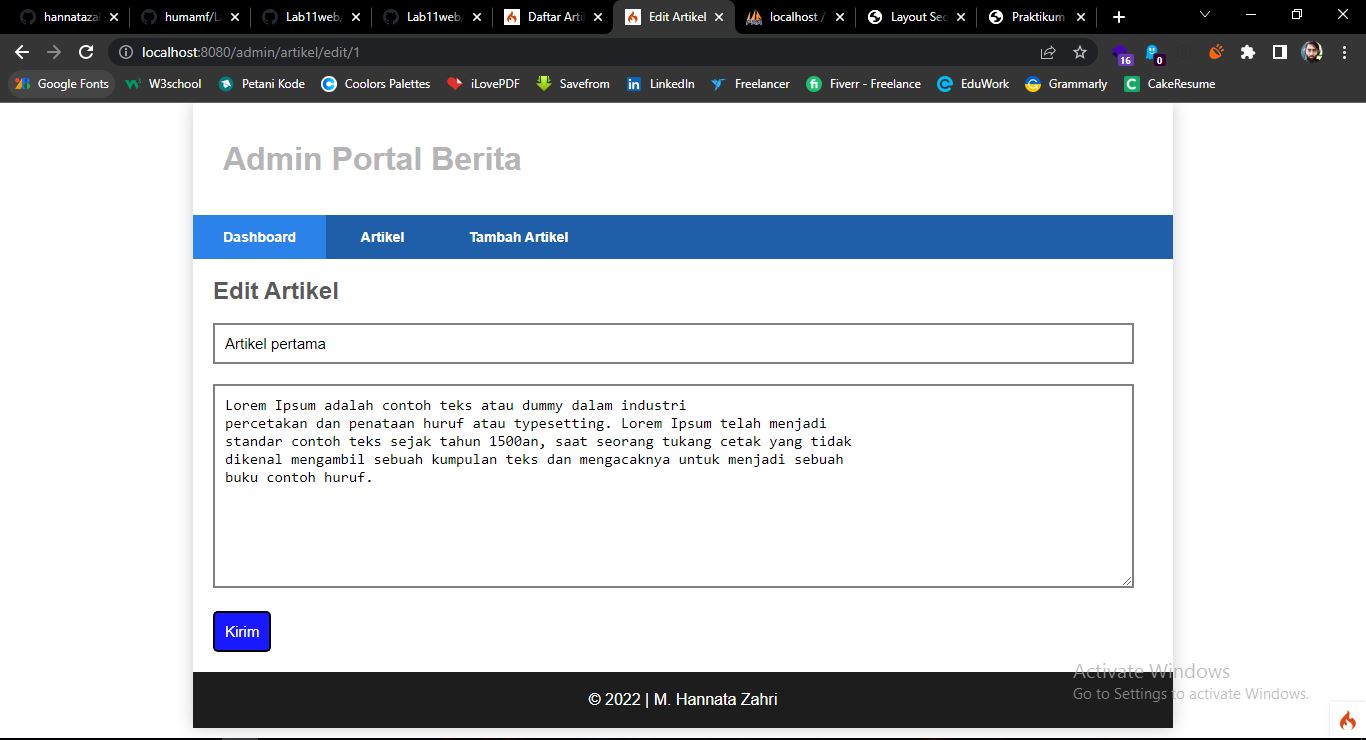 hannataza
humamf/L
Lab11web
Lab11web
Daftar Arti
Edit Artikel
localhost /
Layout Sed
Praktikum
localhost:8080/admin/artikel/edit/1
16
0
Google Fonts
W3school
Petani Kode
Coolors Palettes
iLovePDF
Savefrom
LinkedIn
Freelancer
Fiverr - Freelance
EduWork
Grammarly
CakeResume
Admin Portal Berita
Dashboard
Artikel
Tambah Artikel
Edit Artikel
Artikel pertama
Lorem Ipsum adalah contoh teks atau dummy dalam industri
percetakan dan penataan huruf atau typesetting. Lorem Ipsum telah menjadi
standar contoh teks sejak tahun 1500an, saat seorang tukang cetak yang tidak
dikenal mengambil sebuah kumpulan teks dan mengacaknya untuk menjadi sebuah
buku contoh huruf.
Kirim
Activate Windows
Go to Settings to activate Windows.
© 2022 | M. Hannata Zahri